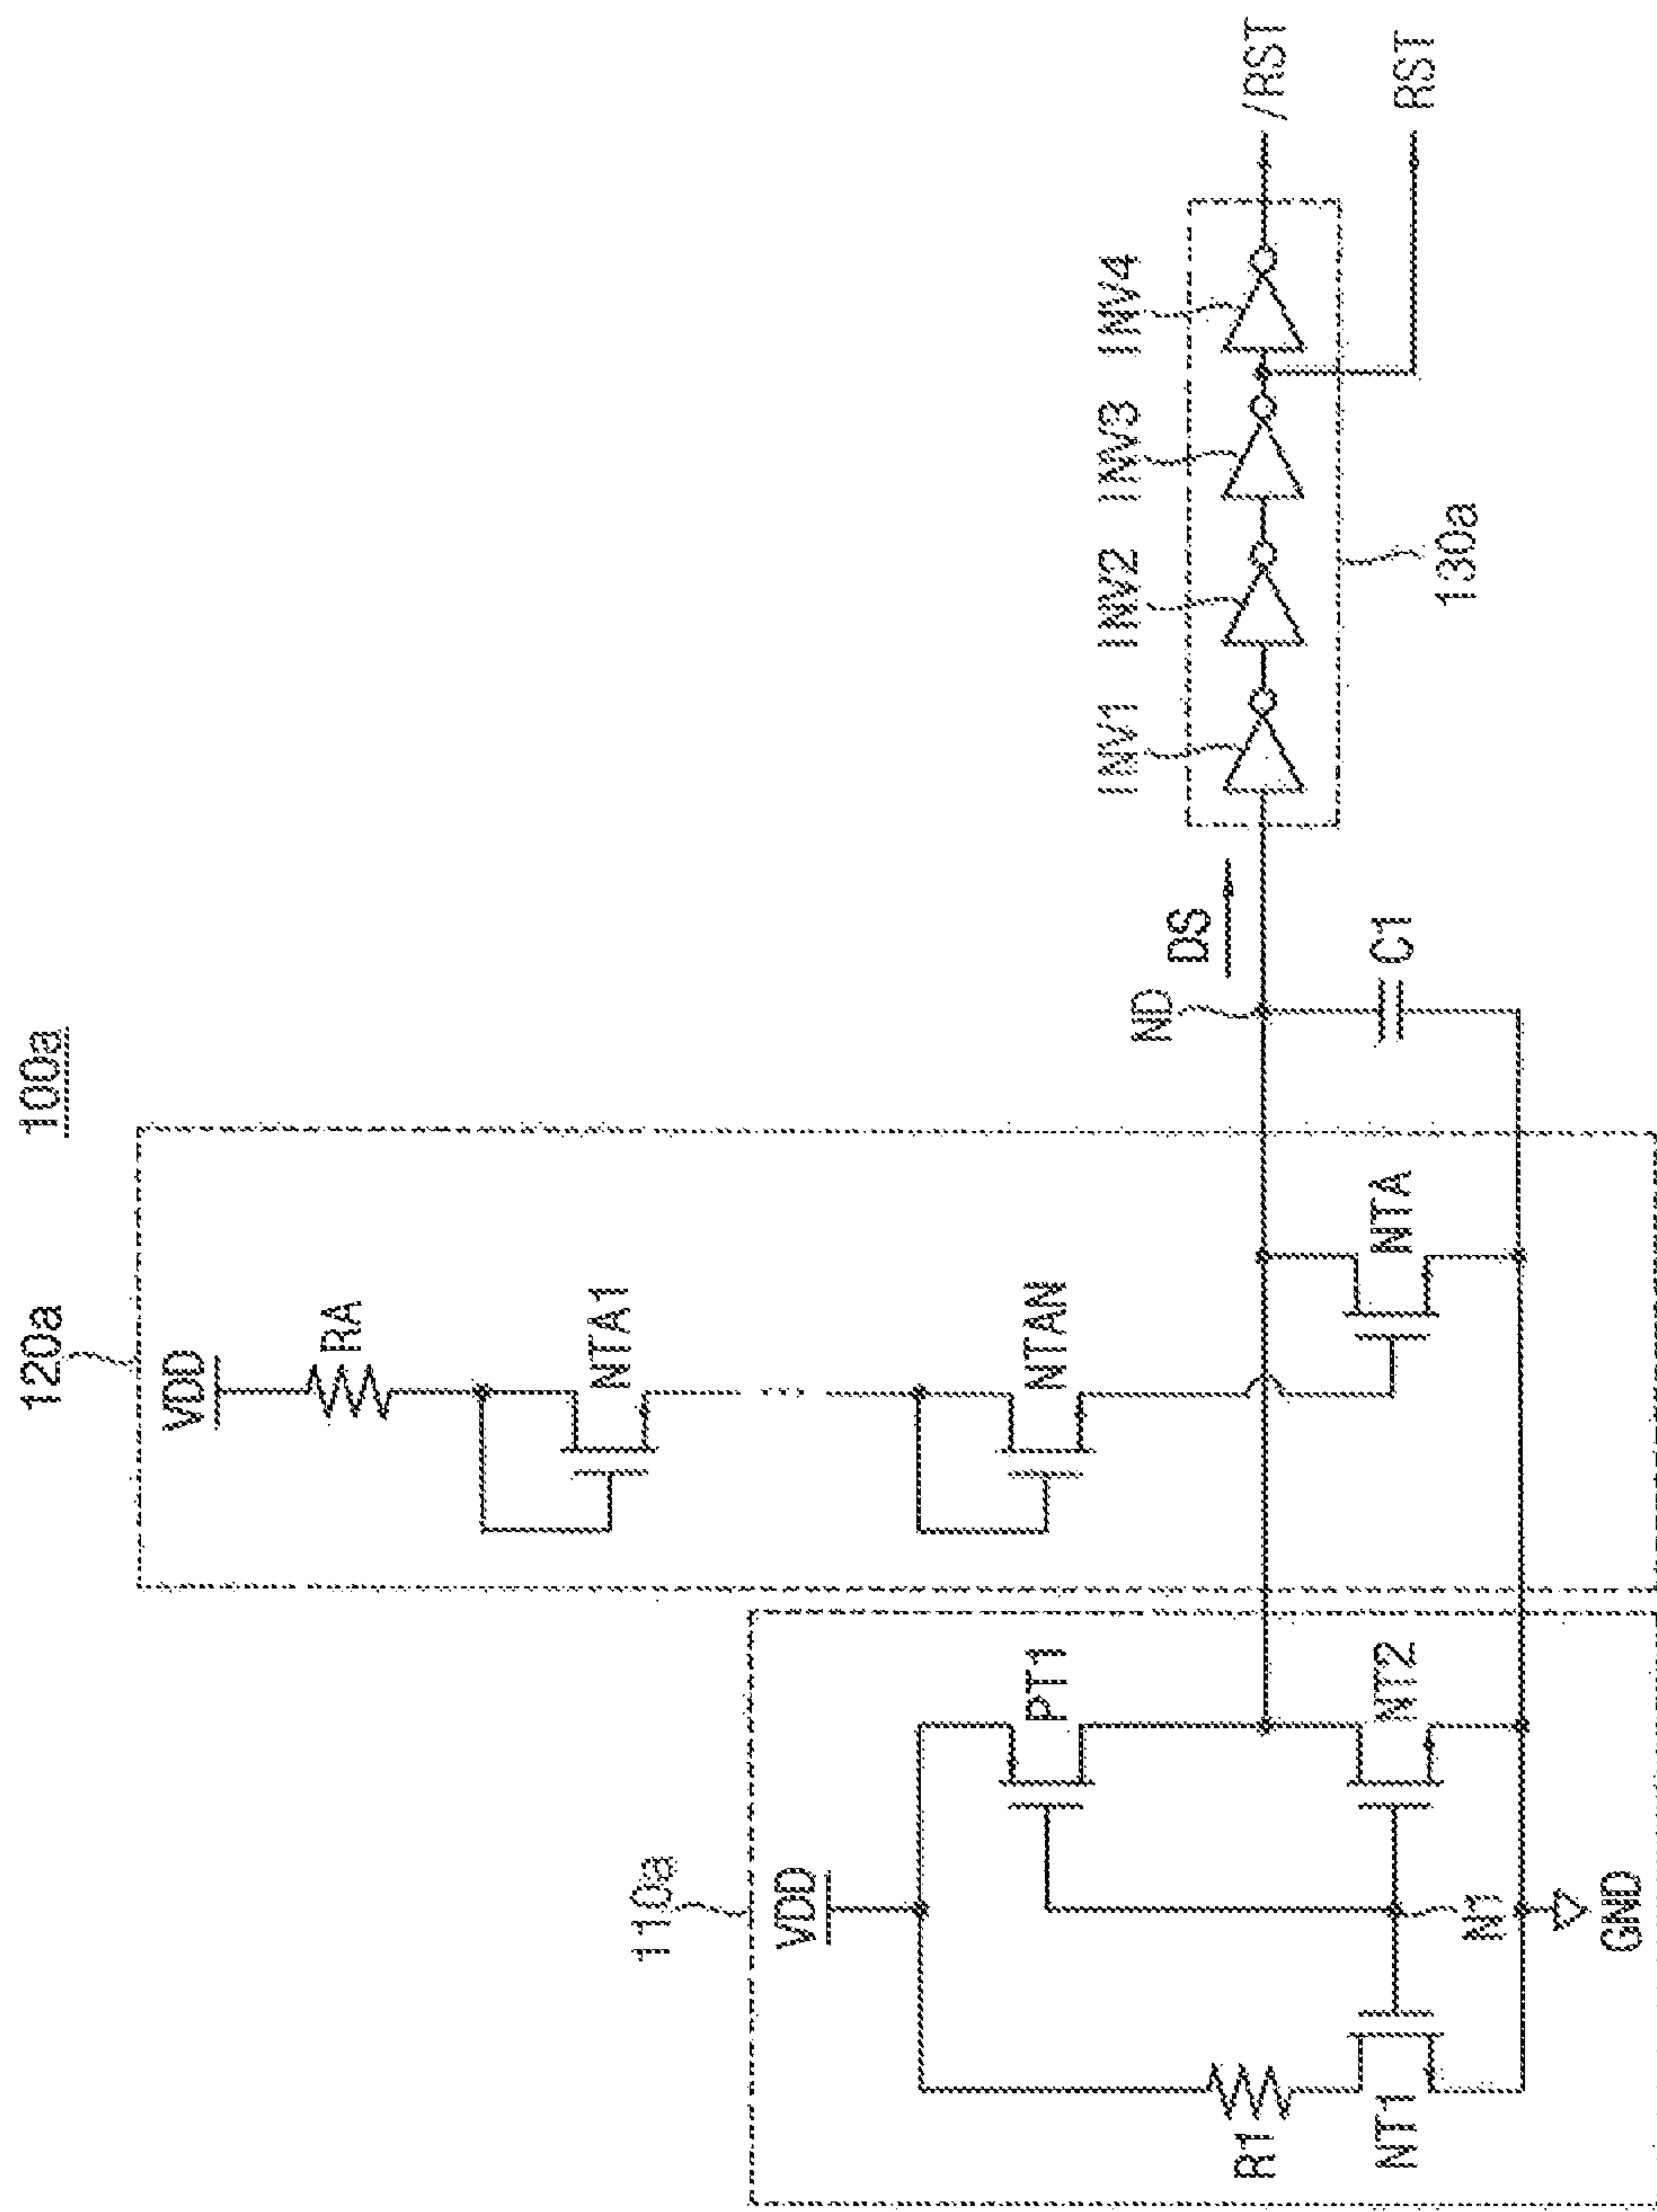 100a
120a
VDD
RA
NTA1
NTAN
NTA
110a
VDD
PT1
NT2
N1
R1
NT1
GND
ND
DS
C1
INV1
INV2
INV3
INV4
130a
/RST
RST